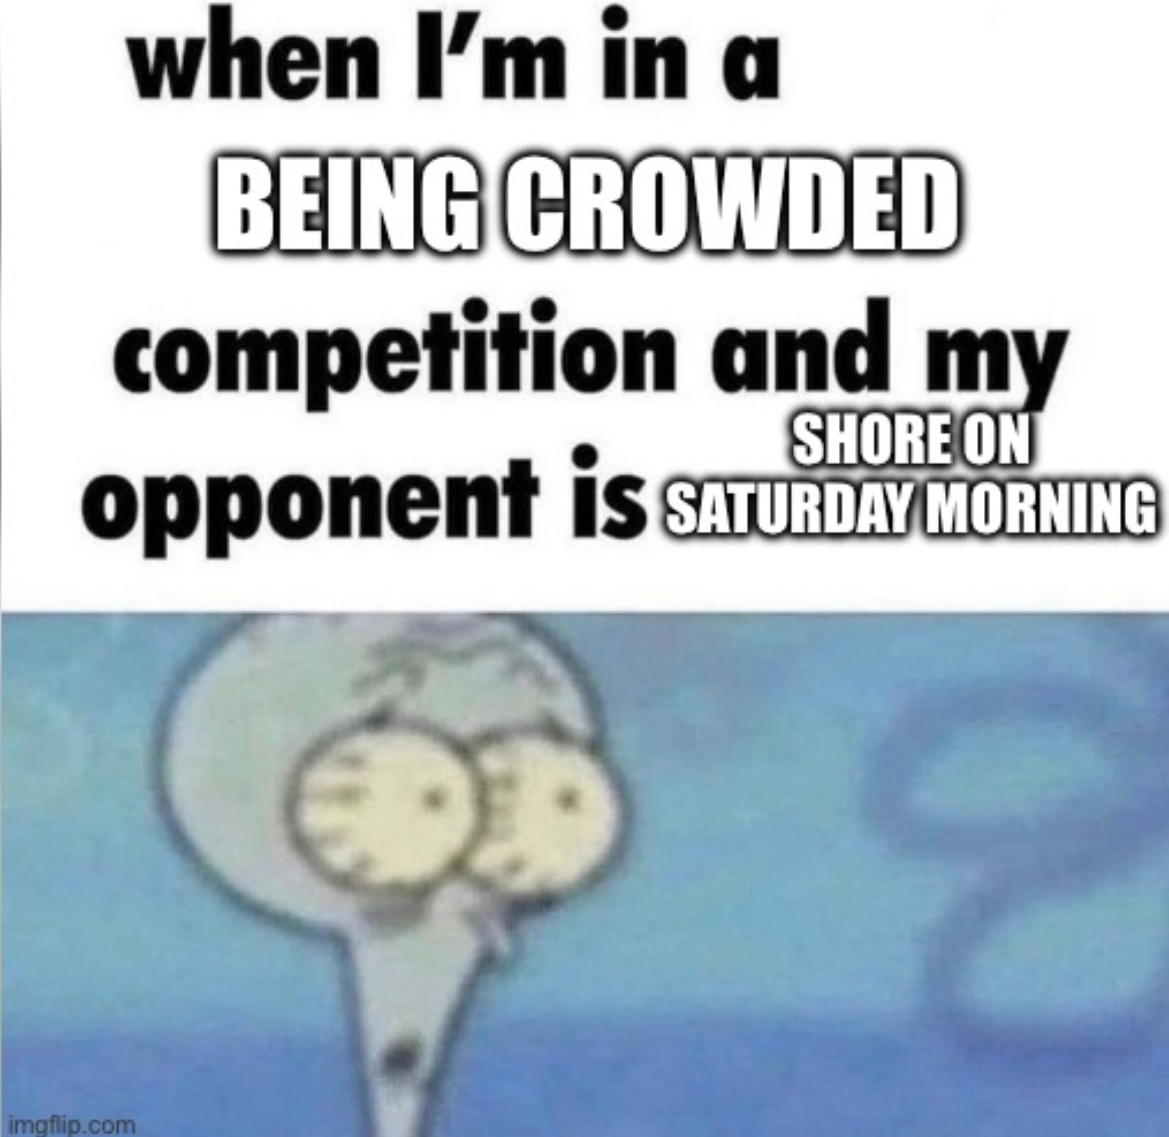 when I’m in a
BEING CROWDED
competition and my
SHORE ON
opponent is SATURDAY MORNING
imgflip.com